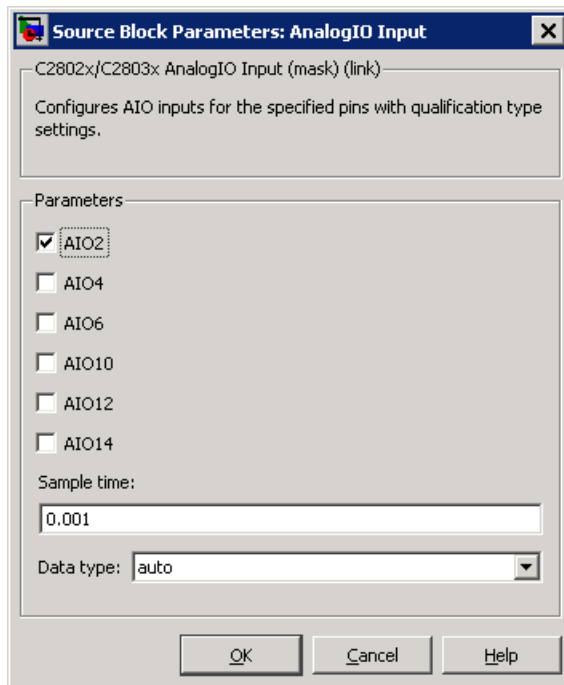 Source Block Parameters: AnalogIO Input
C2802x/C2803x AnalogIO Input (mask) (link)
Configures AIO inputs for the specified pins with qualification type
settings.
Parameters
AIO2
AIO4
AIO6
AIO10
AIO12
AIO14
Sample time:
0.001
Data type: auto
OK Cancel Help